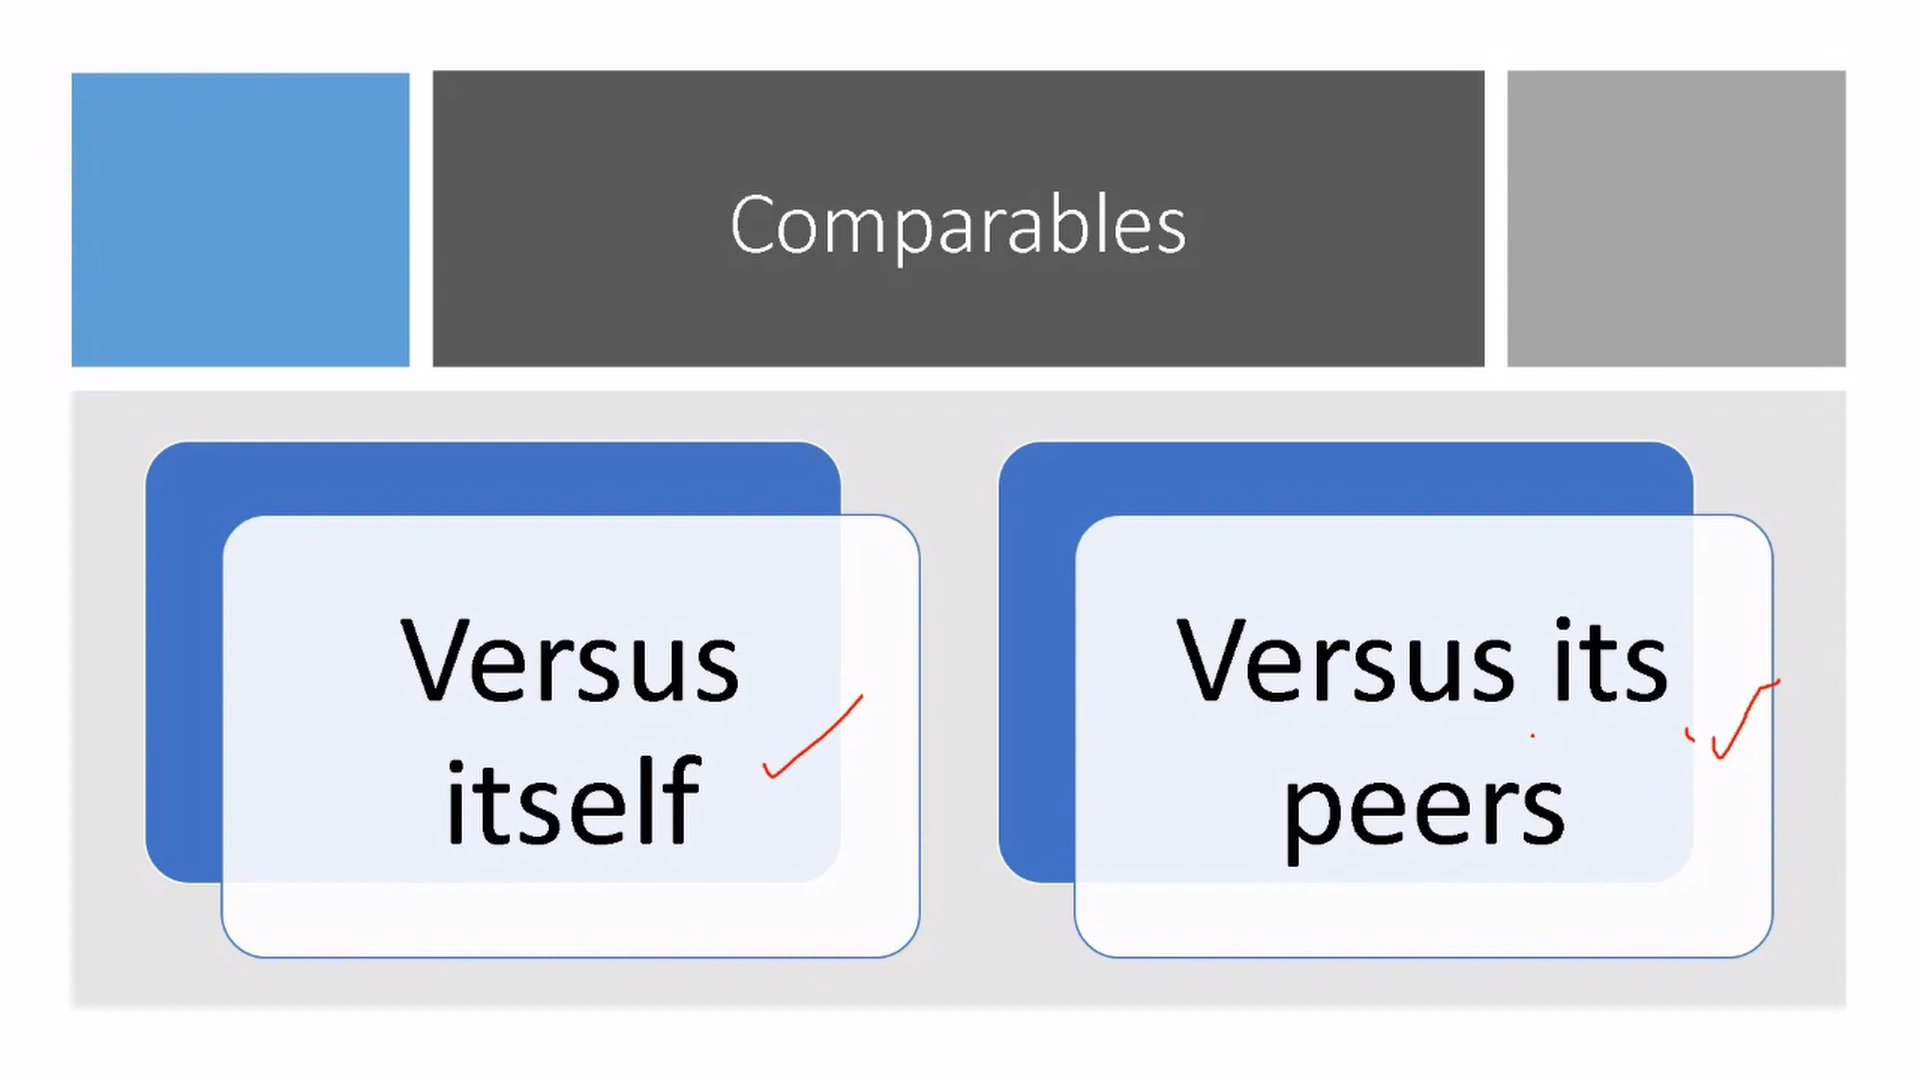 Comparables
Versus
itself
Versus its
peers